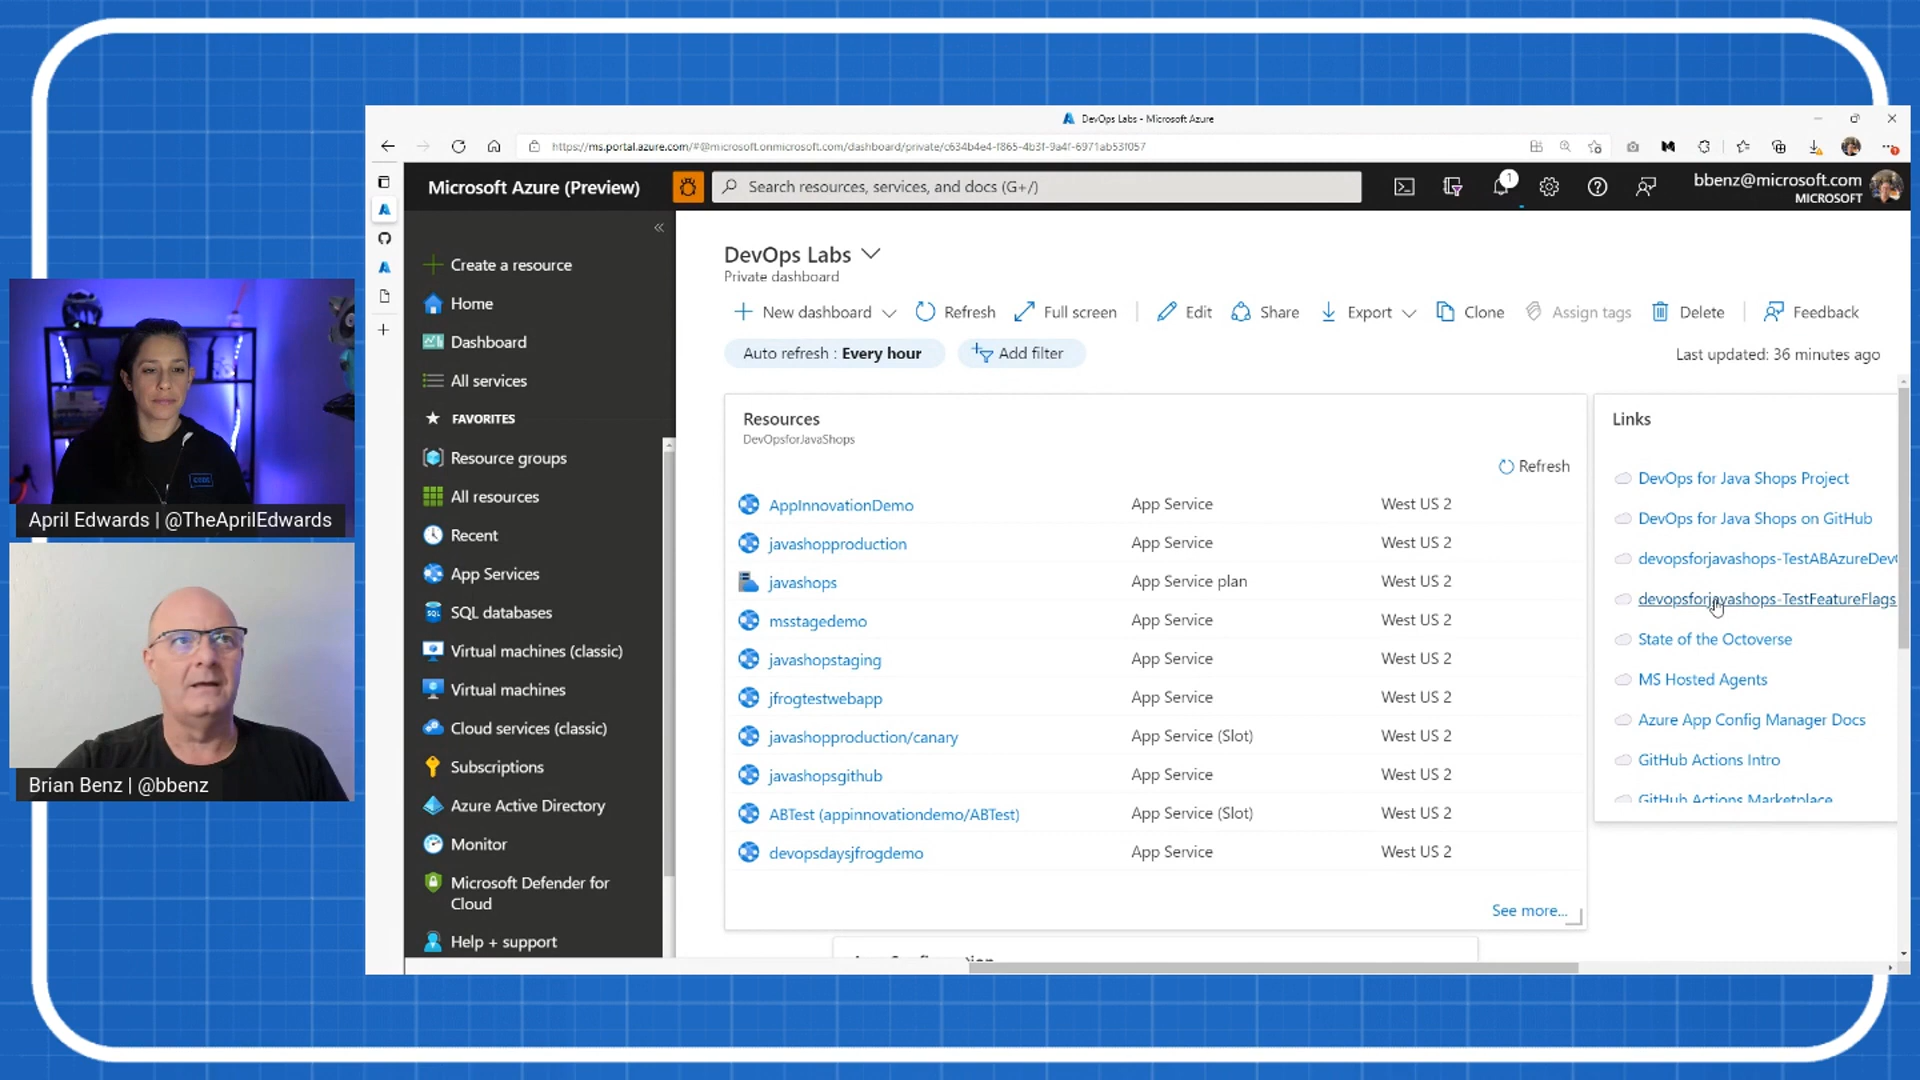 DevOps Labs - Microsoft Azure
https://ms.portal.azure.com/#@microsoft.onmicrosoft.com/dashboard/private/c634b4e4-f865-4b3f-9a4f-6971ab53f057
Microsoft Azure (Preview)
Search resources, services, and docs (G+/)
1
bbenz@microsoft.com
MICROSOFT
Create a resource
Home
Dashboard
All services
FAVORITES
Resource groups
All resources
Recent
App Services
SQL databases
Virtual machines (classic)
Virtual machines
Cloud services (classic)
Subscriptions
Azure Active Directory
Monitor
Microsoft Defender for
Cloud
Help + support
DevOps Labs
Private dashboard
New dashboard Refresh Full screen Edit Share Export Clone Assign tags Delete Feedback
Auto refresh : Every hour Add filter
Last updated: 36 minutes ago
Resources
DevOpsforJavaShops
Refresh
AppInnovationDemo App Service West US 2
javashopproduction App Service West US 2
javashops App Service plan West US 2
msstagedemo App Service West US 2
javashopstaging App Service West US 2
jfrogtestwebapp App Service West US 2
javashopproduction/canary App Service (Slot) West US 2
javashopsgithub App Service West US 2
ABTest (appinnovationdemo/ABTest) App Service (Slot) West US 2
devopsdaysjfrogdemo App Service West US 2
See more...
Links
DevOps for Java Shops Project
DevOps for Java Shops on GitHub
devopsforjavashops-TestABAzureDev
devopsforjavashops-TestFeatureFlags
State of the Octoverse
MS Hosted Agents
Azure App Config Manager Docs
GitHub Actions Intro
GitHub Actions Marketplace
April Edwards | @TheAprilEdwards
Brian Benz | @bbenz